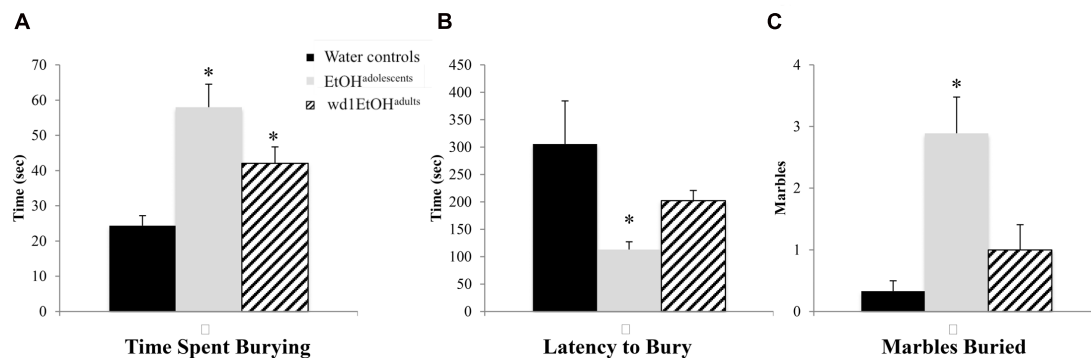 A
B
C
Water controls
EtOH^adolescents
wd1EtOH^adults
Time (sec)
70
60
50
40
30
20
10
0
*
*
Time Spent Burying
Time (sec)
450
400
350
300
250
200
150
100
50
0
*
Latency to Bury
Marbles
4
3
2
1
0
*
Marbles Buried